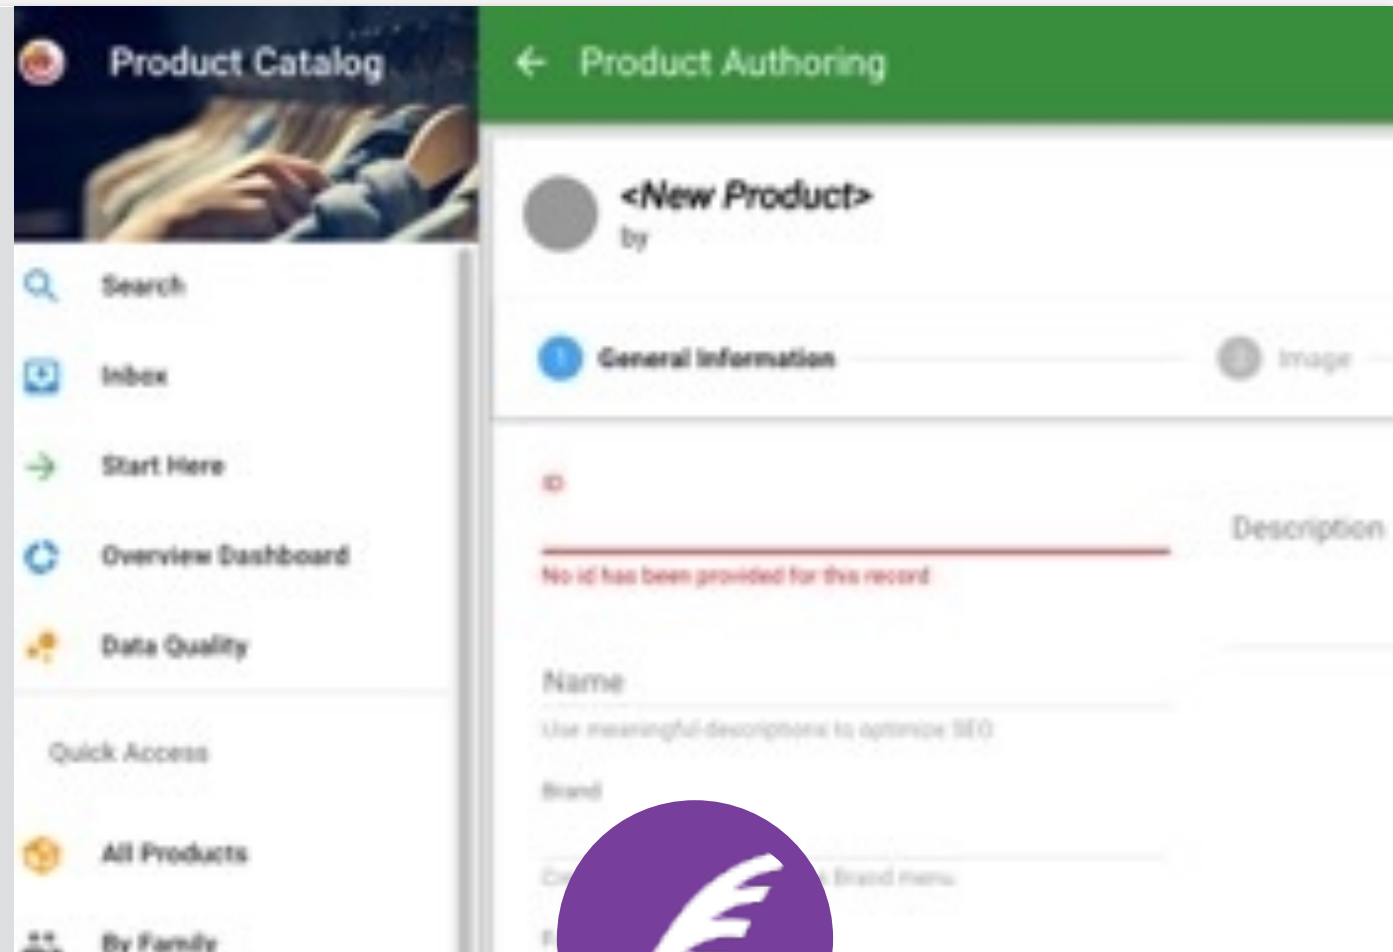 Product Catalog
Product Authoring
<New Product>
by
Search
General Information
Image
Inbox
Start Here
ID
Overview Dashboard
Description
No id has been provided for this record
Data Quality
Name
Use meaningful descriptions to optimize SEO
Quick Access
Brand
All Products
Brand menu
By Family